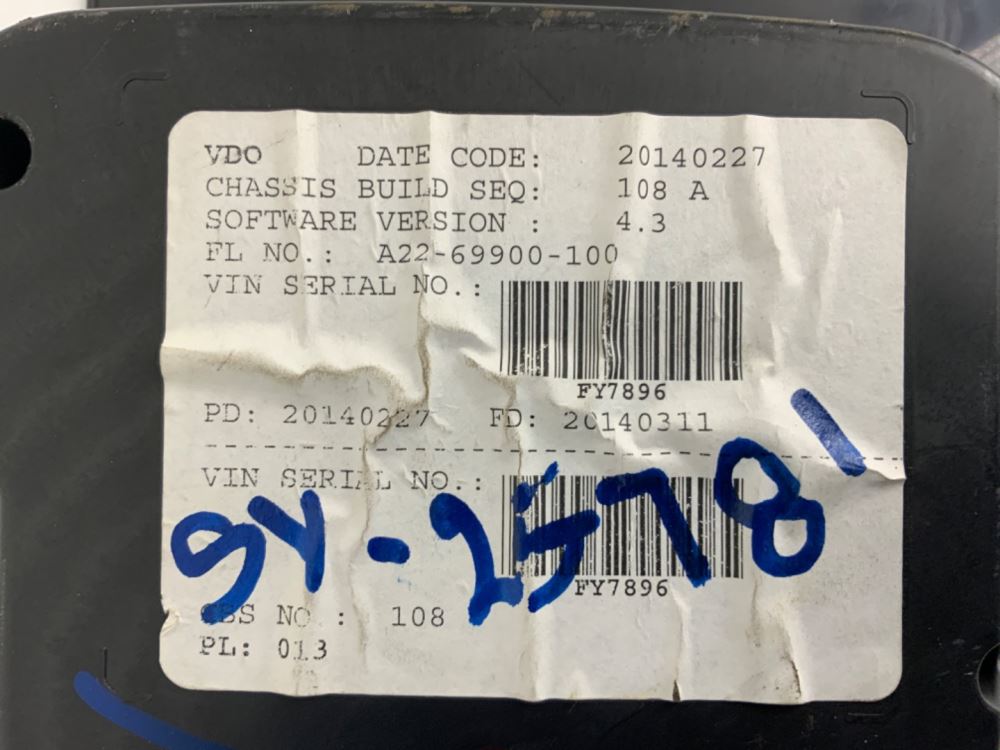 VDO DATE CODE: 20140227
CHASSIS BUILD SEQ: 108 A
SOFTWARE VERSION : 4.3
FL NO.: A22-69900-100
VIN SERIAL NO.:
FY7896
PD: 20140227 FD: 20140311
VIN SERIAL NO.:
SY-2578
FY7896
CBS NO : 108
PL: 013